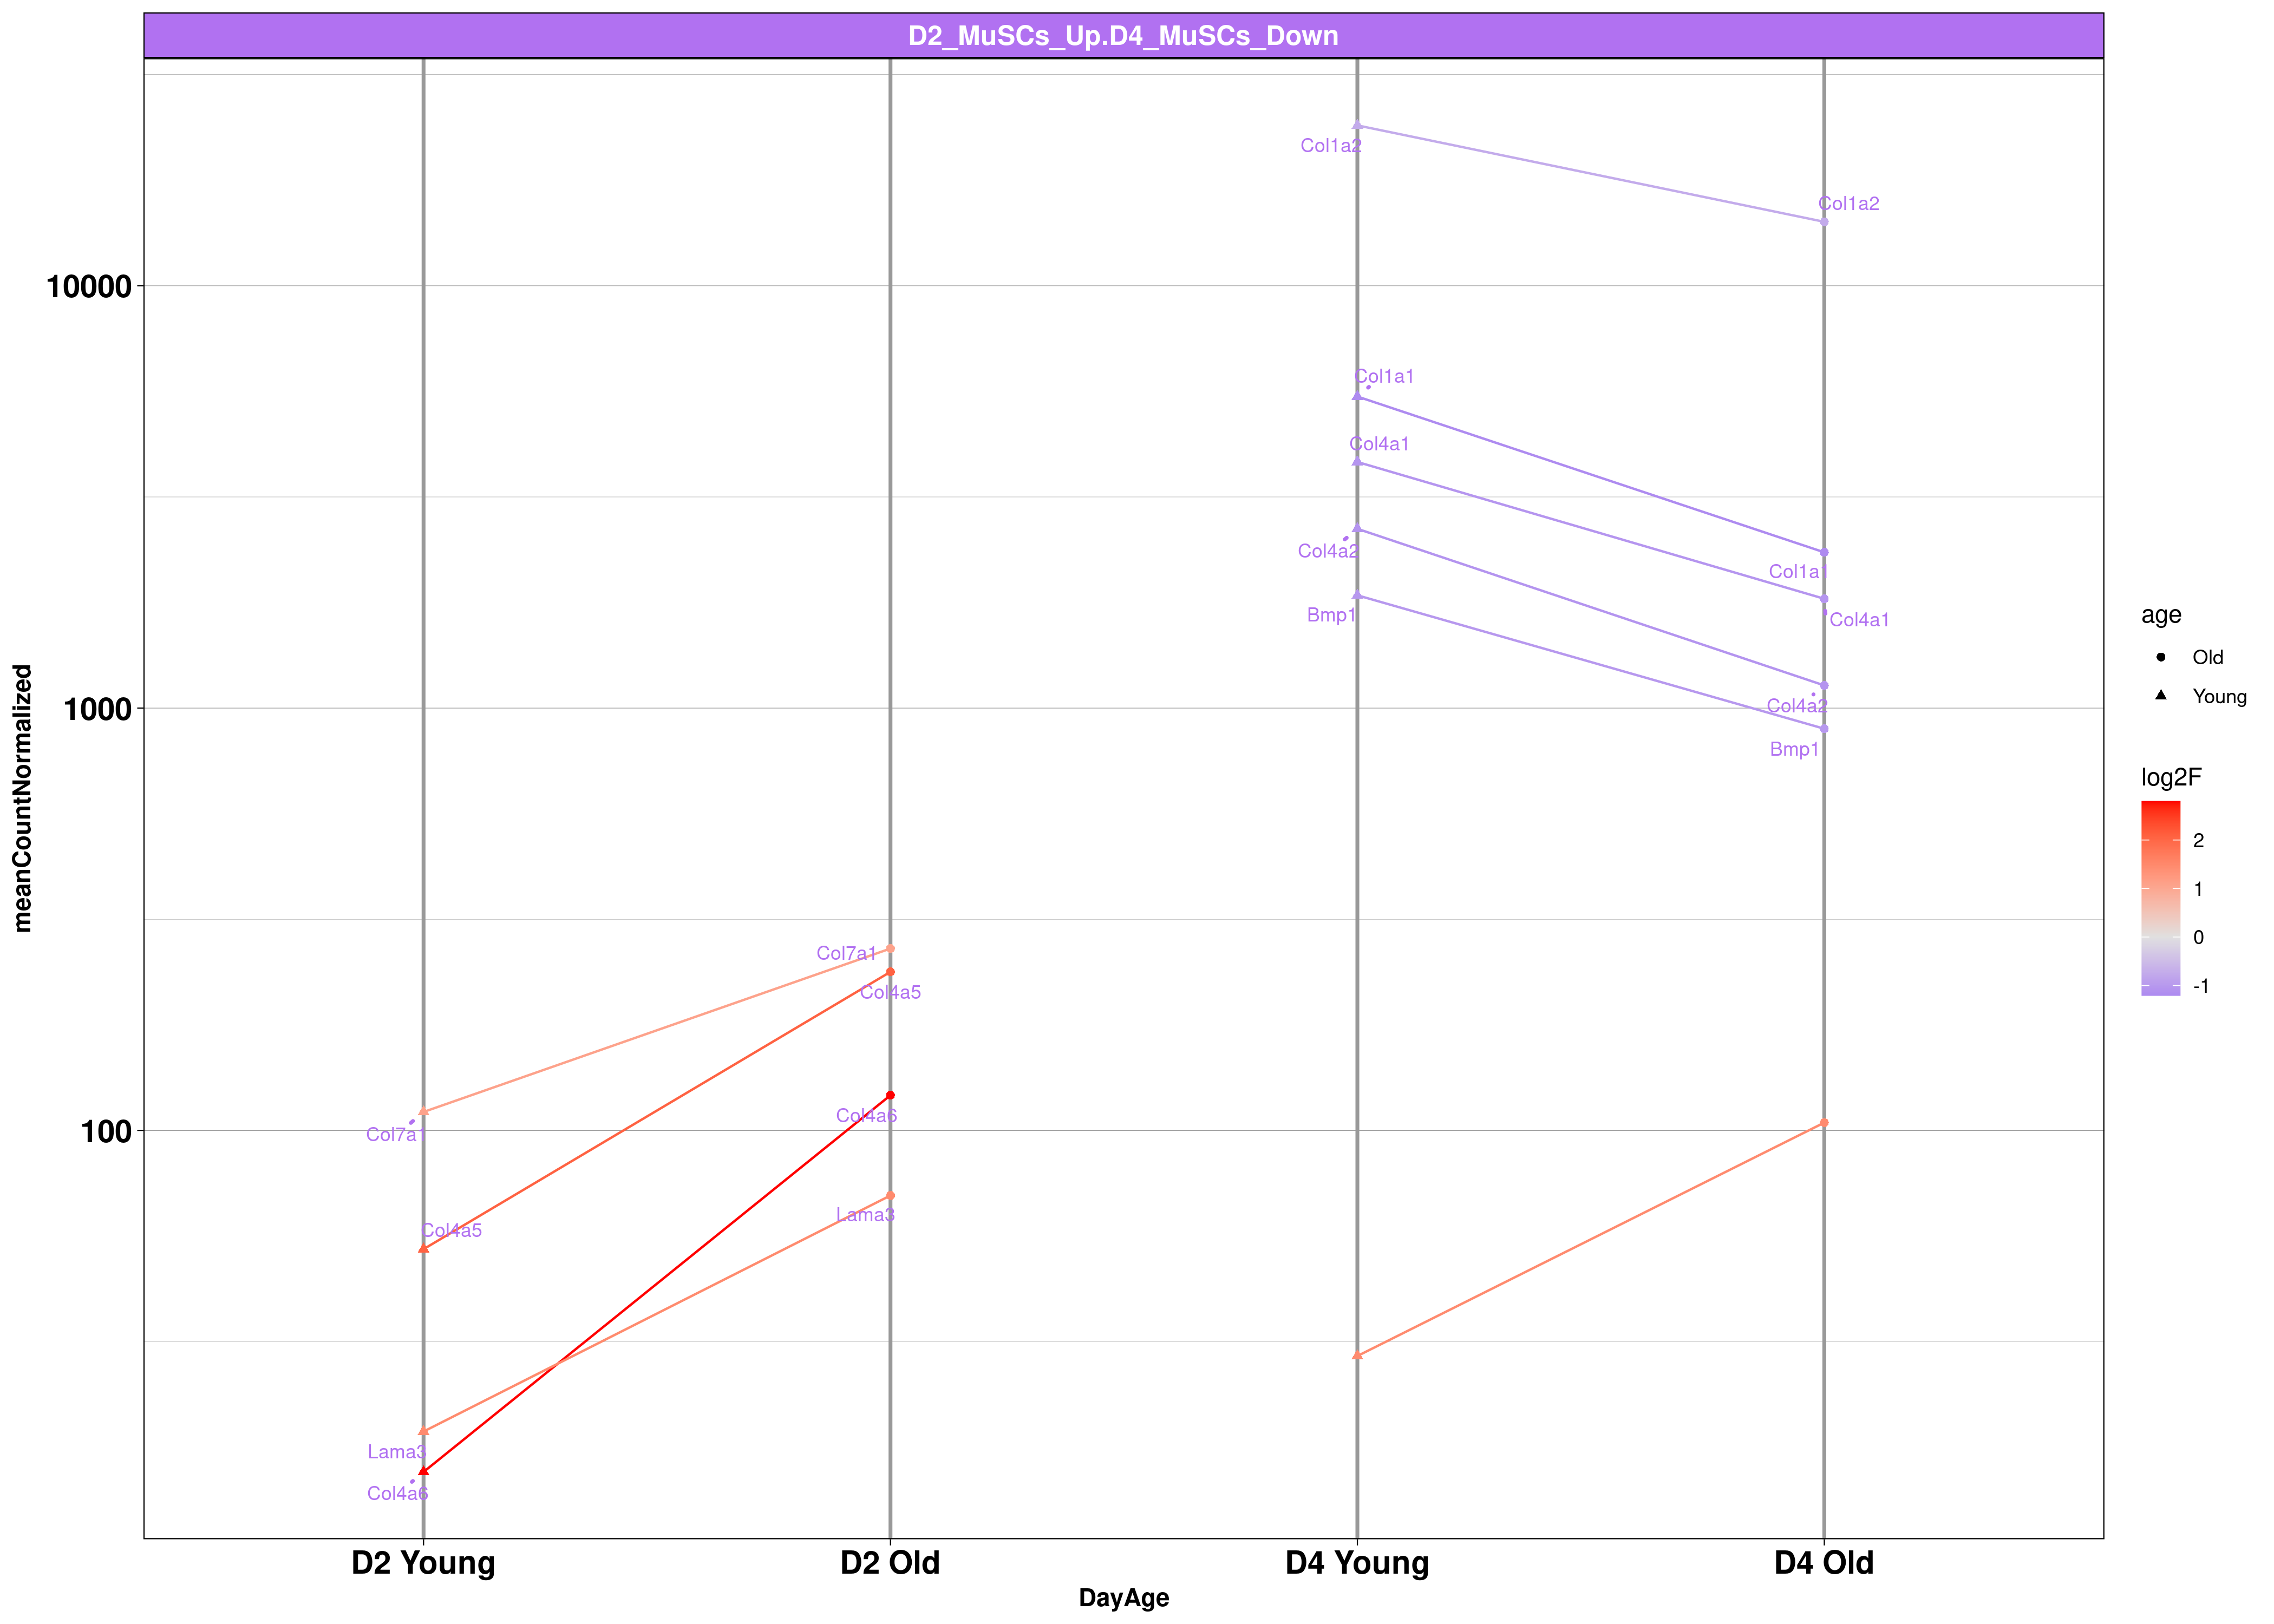 D2_MuSCs_Up.D4_MuSCs_Down
meanCountNormalized
10000
1000
100
Col1a2
Col1a2
Col1a1
Col4a1
Col4a2
Col1a1
Bmp1
Col4a1
Col4a2
Bmp1
Col7a1
Col4a5
Col4a6
Col7a1
Lama3
Col4a5
Lama3
Col4a6
D2 Young
D2 Old
D4 Young
D4 Old
DayAge
age
Old
Young
log2F
2
1
0
-1